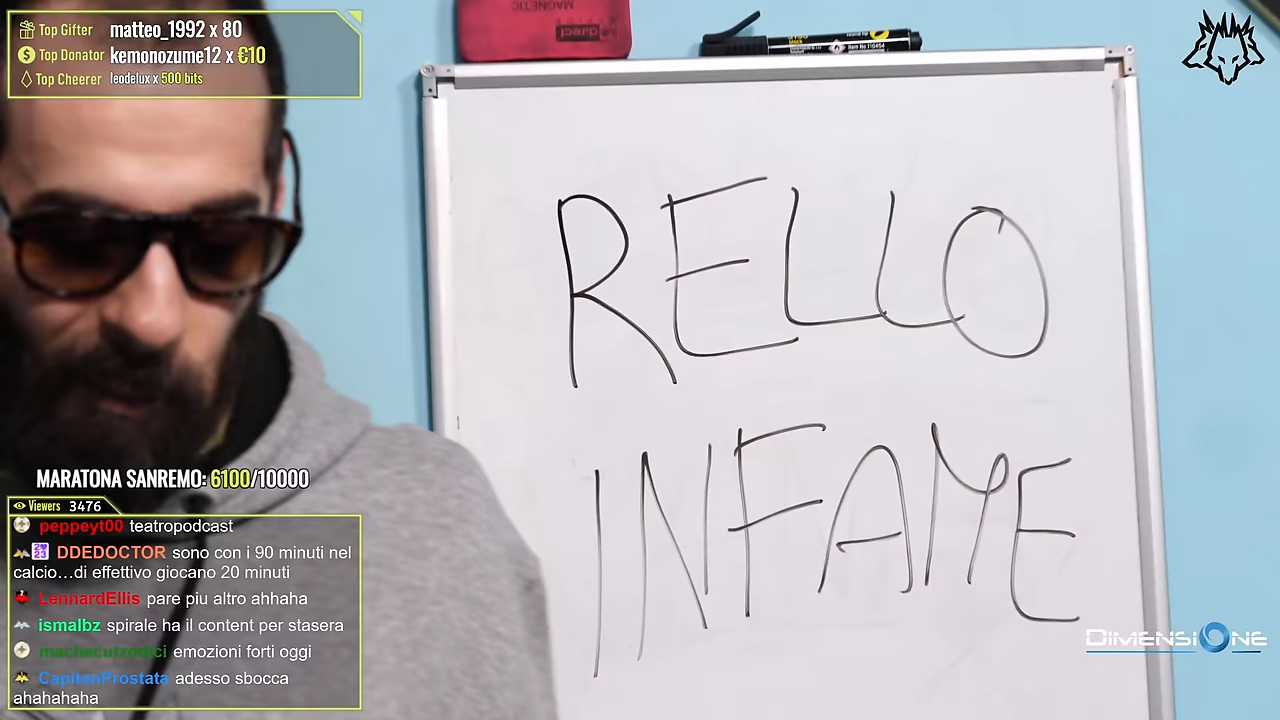 Top Gifter matteo_1992 x 80
Top Donator kemonozume12 x €10
Top Cheerer leodelux x 500 bits
MAGNETIC
d.rect
RELLO
INFAME
MARATONA SANREMO: 6100/10000
Viewers 3476
peppeyt00 teatropodcast
DDEDOCTOR sono con i 90 minuti nel
calcio...di effettivo giocano 20 minuti
LennardEllis pare piu altro ahhaha
ismalbz spirale ha il content per stasera
machecutzodici emozioni forti oggi
CapitanProstata adesso sbocca
ahahahaha
DIMENSIONE